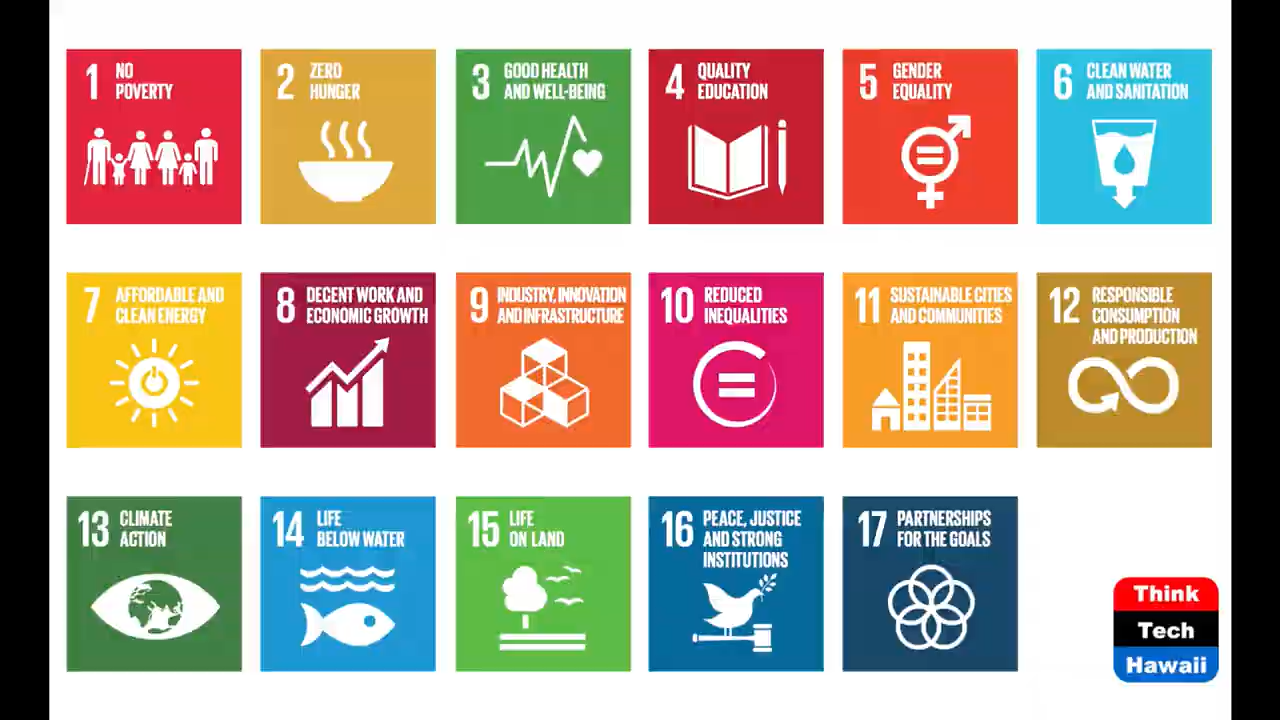 1 NO
POVERTY
2 ZERO
HUNGER
3 GOOD HEALTH
AND WELL-BEING
4 QUALITY
EDUCATION
5 GENDER
EQUALITY
6 CLEAN WATER
AND SANITATION
7 AFFORDABLE AND
CLEAN ENERGY
8 DECENT WORK AND
ECONOMIC GROWTH
9 INDUSTRY, INNOVATION
AND INFRASTRUCTURE
10 REDUCED
INEQUALITIES
11 SUSTAINABLE CITIES
AND COMMUNITIES
12 RESPONSIBLE
CONSUMPTION
AND PRODUCTION
13 CLIMATE
ACTION
14 LIFE
BELOW WATER
15 LIFE
ON LAND
16 PEACE, JUSTICE
AND STRONG
INSTITUTIONS
17 PARTNERSHIPS
FOR THE GOALS
Think
Tech
Hawaii